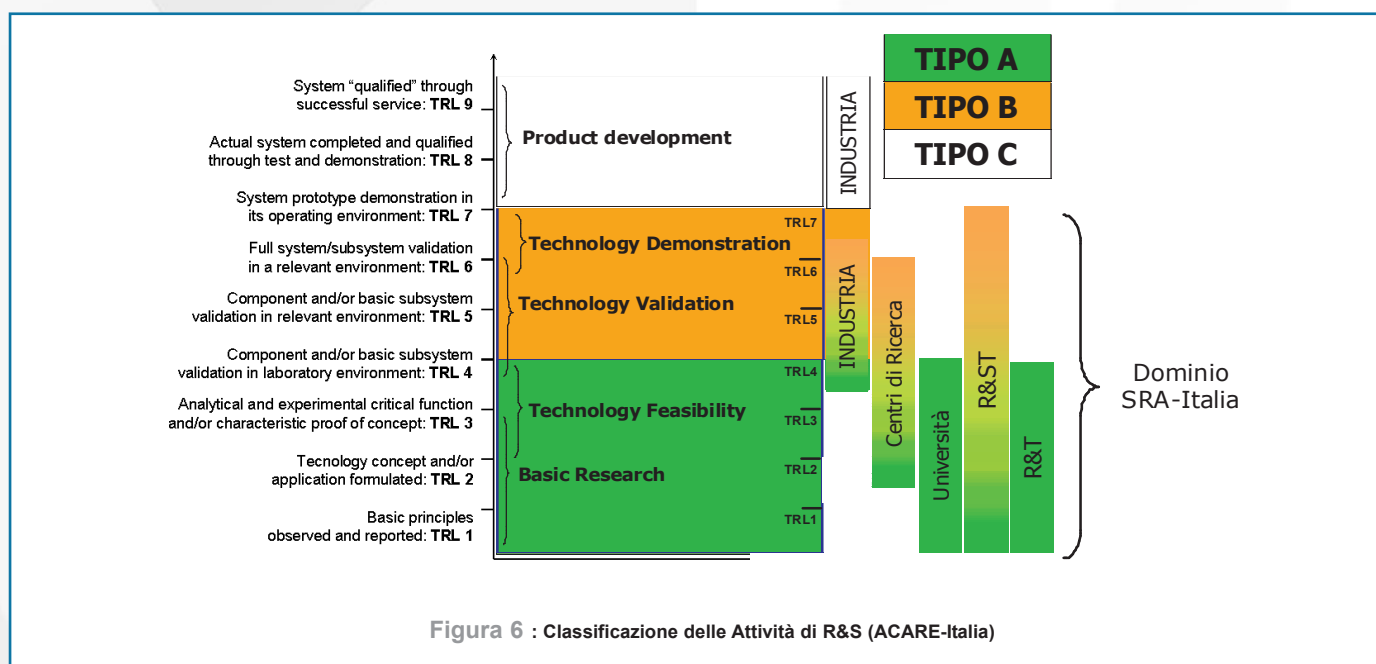 System “qualified” through
successful service: TRL 9
Actual system completed and qualified
through test and demonstration: TRL 8
System prototype demonstration in
its operating environment: TRL 7
Full system/subsystem validation
in a relevant environment: TRL 6
Component and/or basic subsystem
validation in relevant environment: TRL 5
Component and/or basic subsystem
validation in laboratory environment: TRL 4
Analytical and experimental critical function
and/or characteristic proof of concept: TRL 3
Tecnology concept and/or
application formulated: TRL 2
Basic principles
observed and reported: TRL 1
Product development
Technology Demonstration
Technology Validation
Technology Feasibility
Basic Research
TRL7
TRL6
TRL5
TRL4
TRL3
TRL2
TRL1
INDUSTRIA
INDUSTRIA
Centri di Ricerca
Università
R&ST
R&T
TIPO A
TIPO B
TIPO C
Dominio
SRA-Italia
Figura 6 : Classificazione delle Attività di R&S (ACARE-Italia)